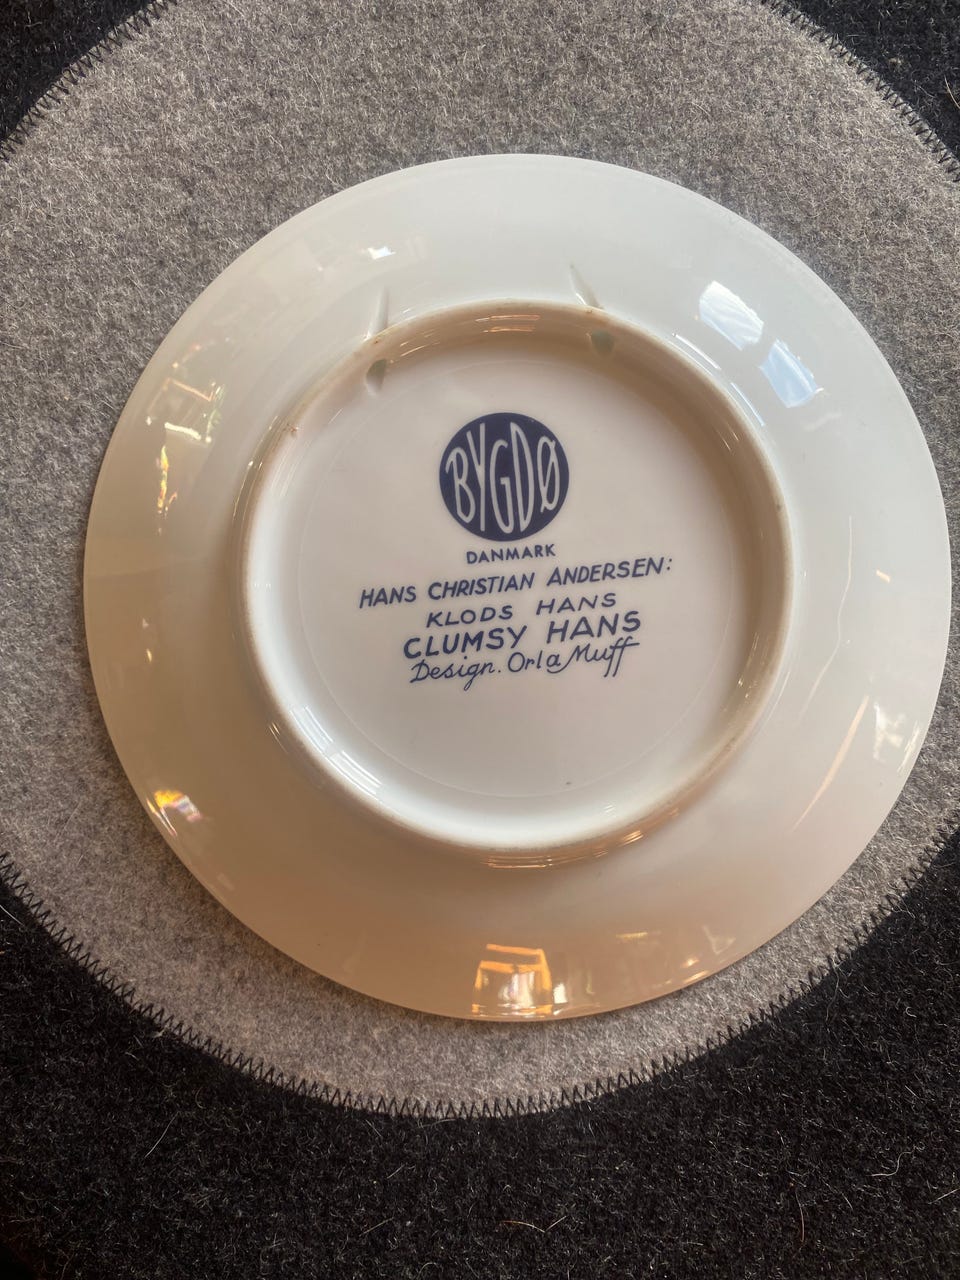 BYGDØ
DANMARK
HANS CHRISTIAN ANDERSEN:
KLODS HANS
CLUMSY HANS
Design. Orla Muff